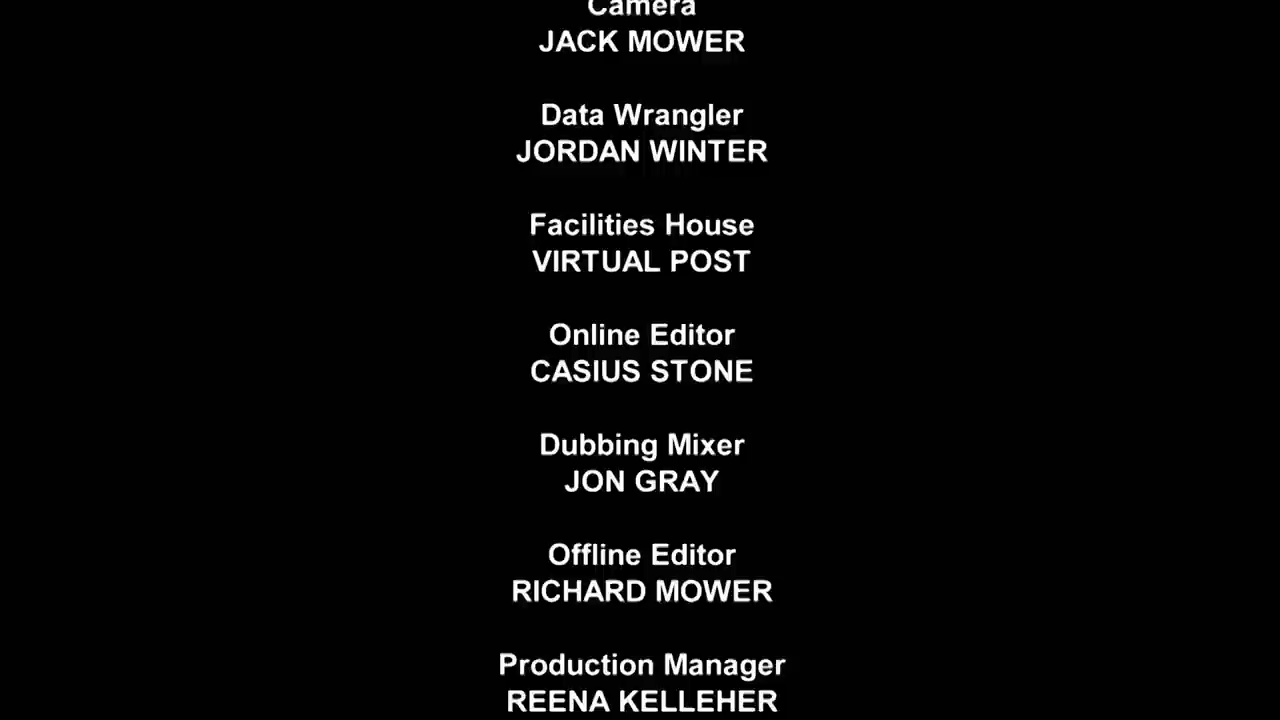 Camera
JACK MOWER
Data Wrangler
JORDAN WINTER
Facilities House
VIRTUAL POST
Online Editor
CASIUS STONE
Dubbing Mixer
JON GRAY
Offline Editor
RICHARD MOWER
Production Manager
REENA KELLEHER